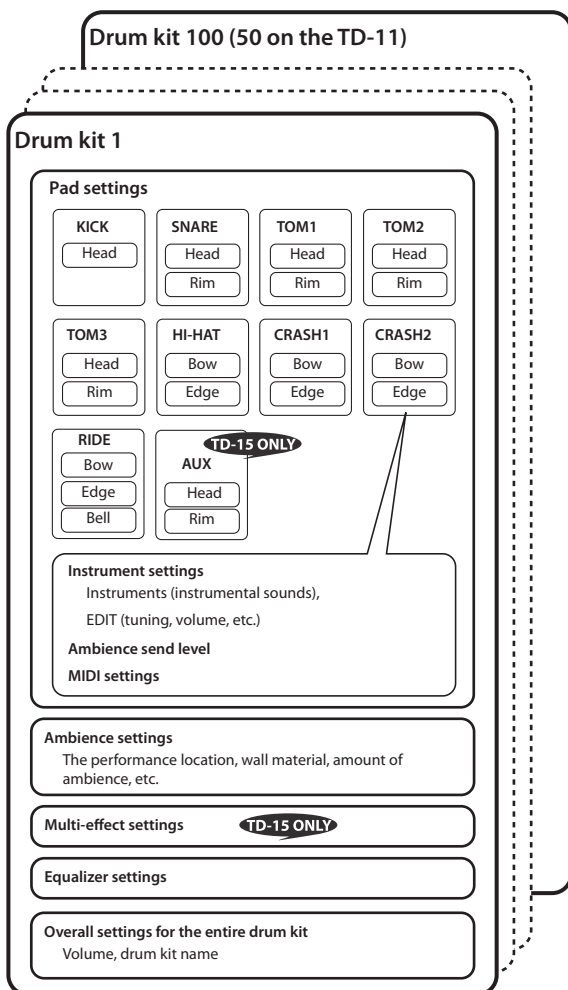 Drum kit 100 (50 on the TD-11)
Drum kit 1
Pad settings
KICK
Head
SNARE
Head
Rim
TOM1
Head
Rim
TOM2
Head
Rim
TOM3
Head
Rim
HI-HAT
Bow
Edge
CRASH1
Bow
Edge
CRASH2
Bow
Edge
RIDE
Bow
Edge
Bell
TD-15 ONLY
AUX
Head
Rim
Instrument settings
Instruments (instrumental sounds),
EDIT (tuning, volume, etc.)
Ambience send level
MIDI settings
Ambience settings
The performance location, wall material, amount of
ambience, etc.
Multi-effect settings TD-15 ONLY
Equalizer settings
Overall settings for the entire drum kit
Volume, drum kit name